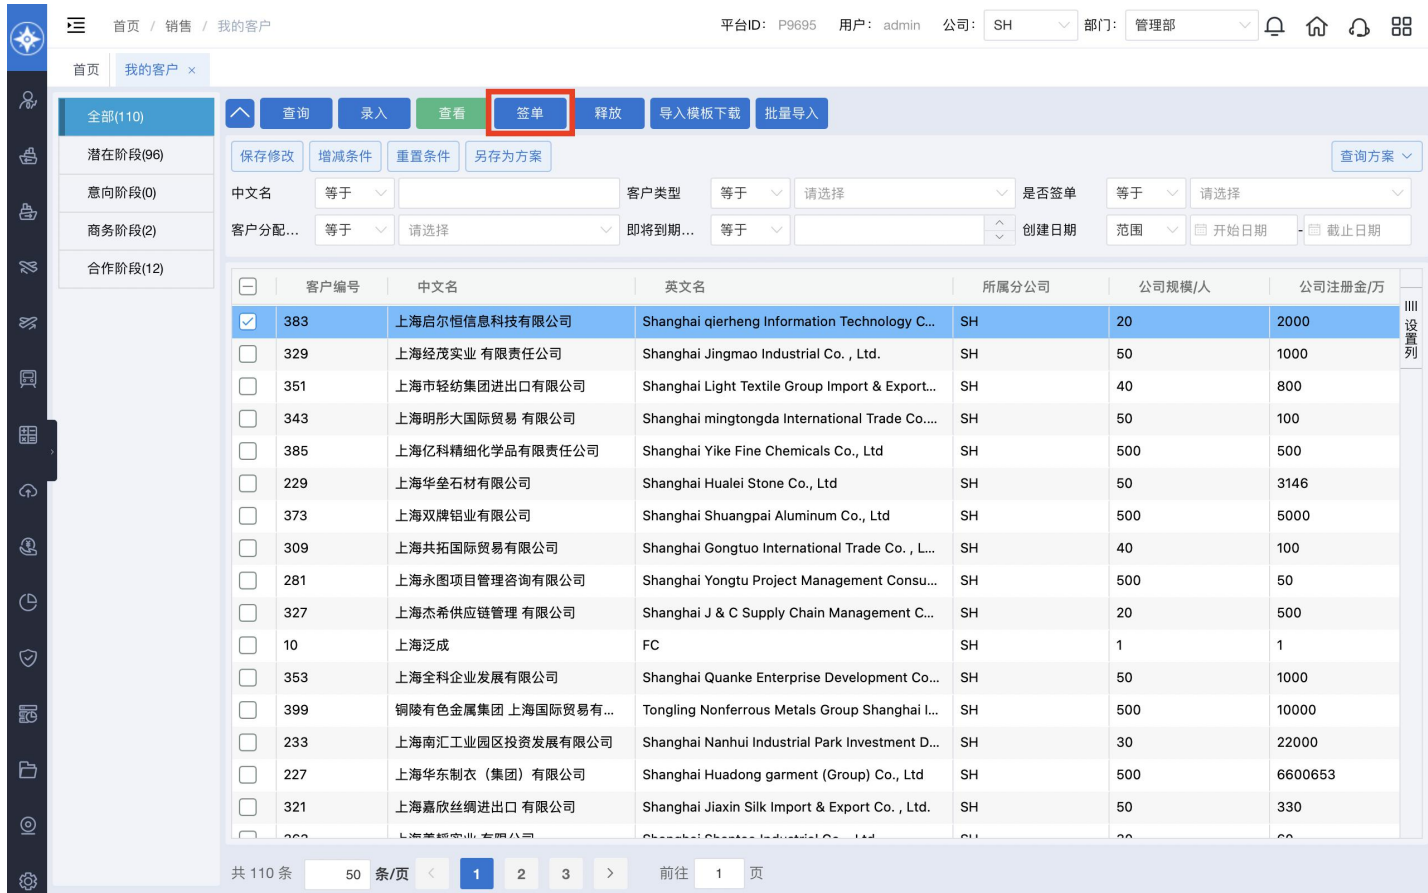 首页 / 销售 / 我的客户 平台ID： P9695 用户： admin 公司： SH 部门： 管理部
首页 我的客户 ×
全部(110)
潜在阶段(96)
意向阶段(0)
商务阶段(2)
合作阶段(12)
查询 录入 查看 签单 释放 导入模板下载 批量导入
保存修改 增减条件 重置条件 另存为方案 查询方案
中文名 等于 客户类型 等于 请选择 是否签单 等于 请选择
客户分配... 等于 请选择 即将到期... 等于 创建日期 范围 开始日期 - 截止日期
客户编号 中文名 英文名 所属分公司 公司规模/人 公司注册金/万
设置列
383 上海启尔恒信息科技有限公司 Shanghai qierheng Information Technology C... SH 20 2000
329 上海经茂实业 有限责任公司 Shanghai Jingmao Industrial Co. , Ltd. SH 50 1000
351 上海市轻纺集团进出口有限公司 Shanghai Light Textile Group Import & Export... SH 40 800
343 上海明彤大国际贸易 有限公司 Shanghai mingtongda International Trade Co.... SH 50 100
385 上海亿科精细化学品有限责任公司 Shanghai Yike Fine Chemicals Co., Ltd SH 500 500
229 上海华垒石材有限公司 Shanghai Hualei Stone Co., Ltd SH 50 3146
373 上海双牌铝业有限公司 Shanghai Shuangpai Aluminum Co., Ltd SH 500 5000
309 上海共拓国际贸易有限公司 Shanghai Gongtuo International Trade Co. , L... SH 40 100
281 上海永图项目管理咨询有限公司 Shanghai Yongtu Project Management Consu... SH 500 50
327 上海杰希供应链管理 有限公司 Shanghai J & C Supply Chain Management C... SH 20 500
10 上海泛成 FC SH 1 1
353 上海全科企业发展有限公司 Shanghai Quanke Enterprise Development Co... SH 50 1000
399 铜陵有色金属集团 上海国际贸易有... Tongling Nonferrous Metals Group Shanghai I... SH 500 10000
233 上海南汇工业园区投资发展有限公司 Shanghai Nanhui Industrial Park Investment D... SH 30 22000
227 上海华东制衣（集团）有限公司 Shanghai Huadong garment (Group) Co., Ltd SH 500 6600653
321 上海嘉欣丝绸进出口 有限公司 Shanghai Jiaxin Silk Import & Export Co. , Ltd. SH 50 330
共 110 条 50 条/页 < 1 2 3 > 前往 1 页